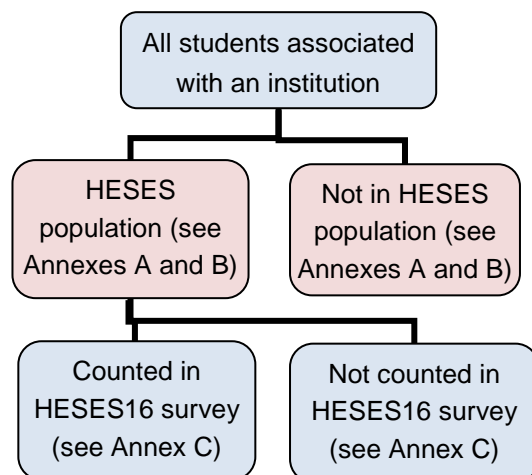 All students associated
with an institution
HESES
population (see
Annexes A and B)
Not in HESES
population (see
Annexes A and B)
Counted in
HESES16 survey
(see Annex C)
Not counted in
HESES16 survey
(see Annex C)